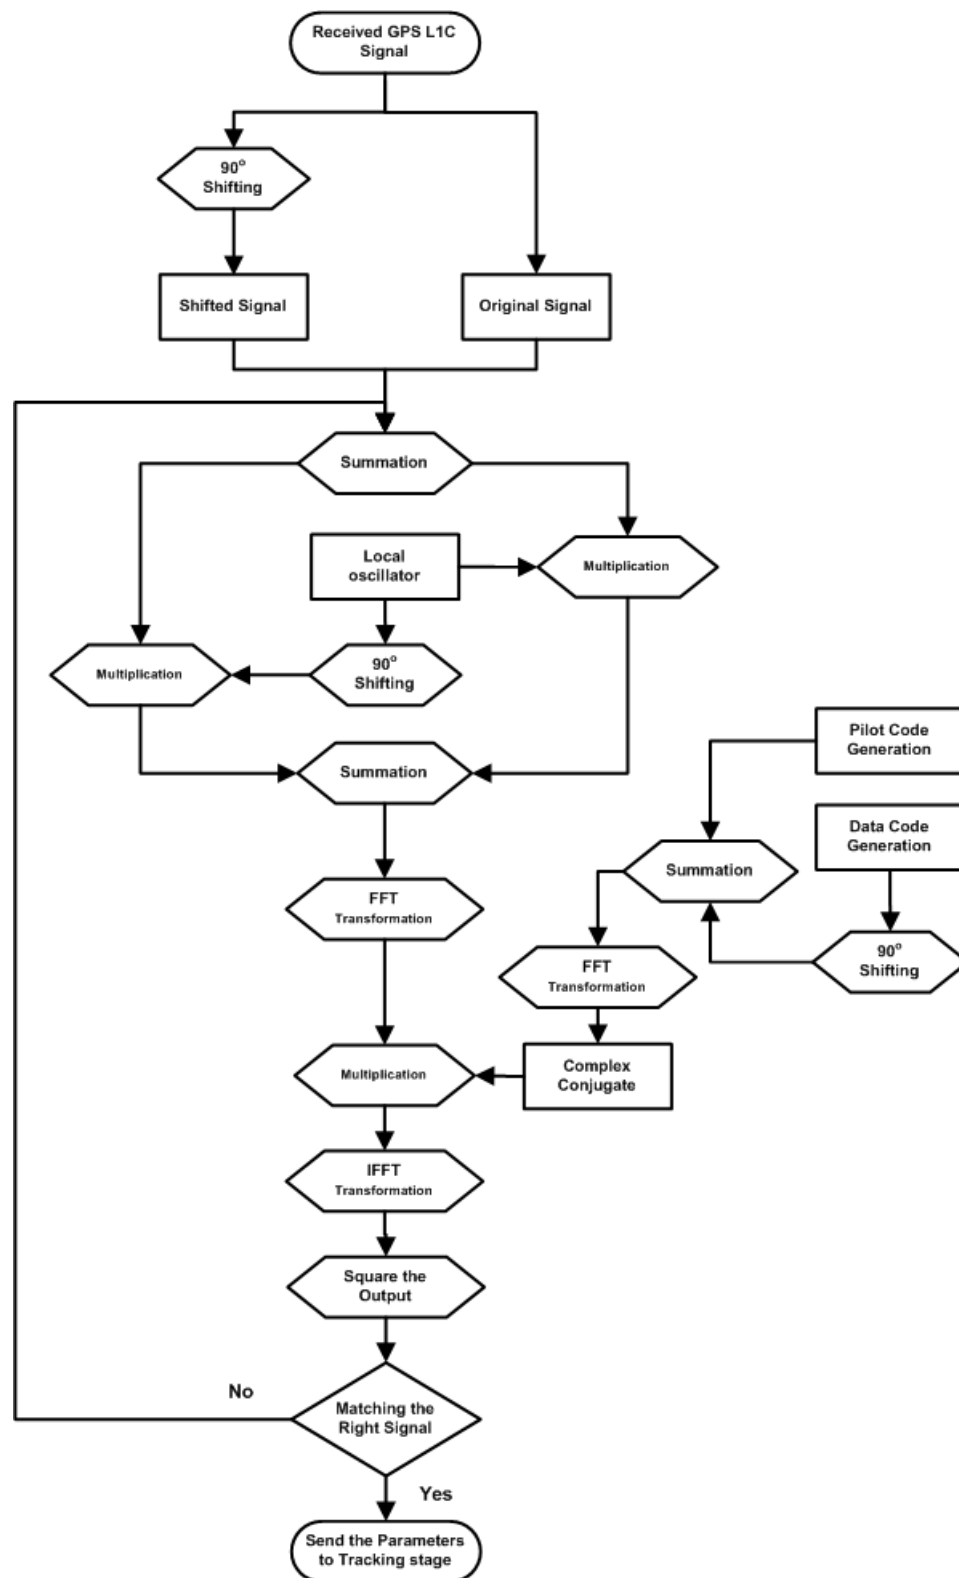 Received GPS L1C
Signal
90°
Shifting
Shifted Signal
Original Signal
Summation
Local
oscillator
Multiplication
Multiplication
90°
Shifting
Pilot Code
Generation
Summation
Data Code
Generation
Summation
FFT
Transformation
90°
Shifting
FFT
Transformation
Multiplication
Complex
Conjugate
IFFT
Transformation
Square the
Output
No
Matching the
Right Signal
Yes
Send the Parameters
to Tracking stage